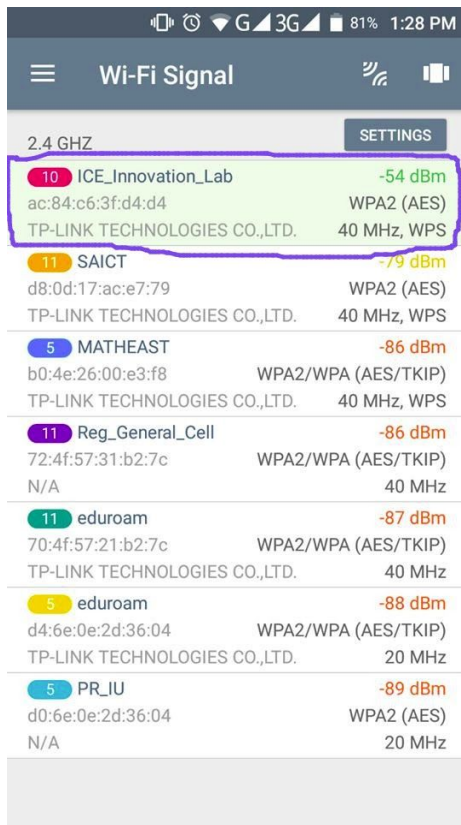 G 3G 81% 1:28 PM
Wi-Fi Signal
2.4 GHZ SETTINGS
10 ICE_Innovation_Lab -54 dBm
ac:84:c6:3f:d4:d4 WPA2 (AES)
TP-LINK TECHNOLOGIES CO.,LTD. 40 MHz, WPS
11 SAICT -79 dBm
d8:0d:17:ac:e7:79 WPA2 (AES)
TP-LINK TECHNOLOGIES CO.,LTD. 40 MHz, WPS
5 MATHEAST -86 dBm
b0:4e:26:00:e3:f8 WPA2/WPA (AES/TKIP)
TP-LINK TECHNOLOGIES CO.,LTD. 40 MHz, WPS
11 Reg_General_Cell -86 dBm
72:4f:57:31:b2:7c WPA2/WPA (AES/TKIP)
N/A 40 MHz
11 eduroam -87 dBm
70:4f:57:21:b2:7c WPA2/WPA (AES/TKIP)
TP-LINK TECHNOLOGIES CO.,LTD. 40 MHz
5 eduroam -88 dBm
d4:6e:0e:2d:36:04 WPA2/WPA (AES/TKIP)
TP-LINK TECHNOLOGIES CO.,LTD. 20 MHz
5 PR_IU -89 dBm
d0:6e:0e:2d:36:04 WPA2 (AES)
N/A 20 MHz